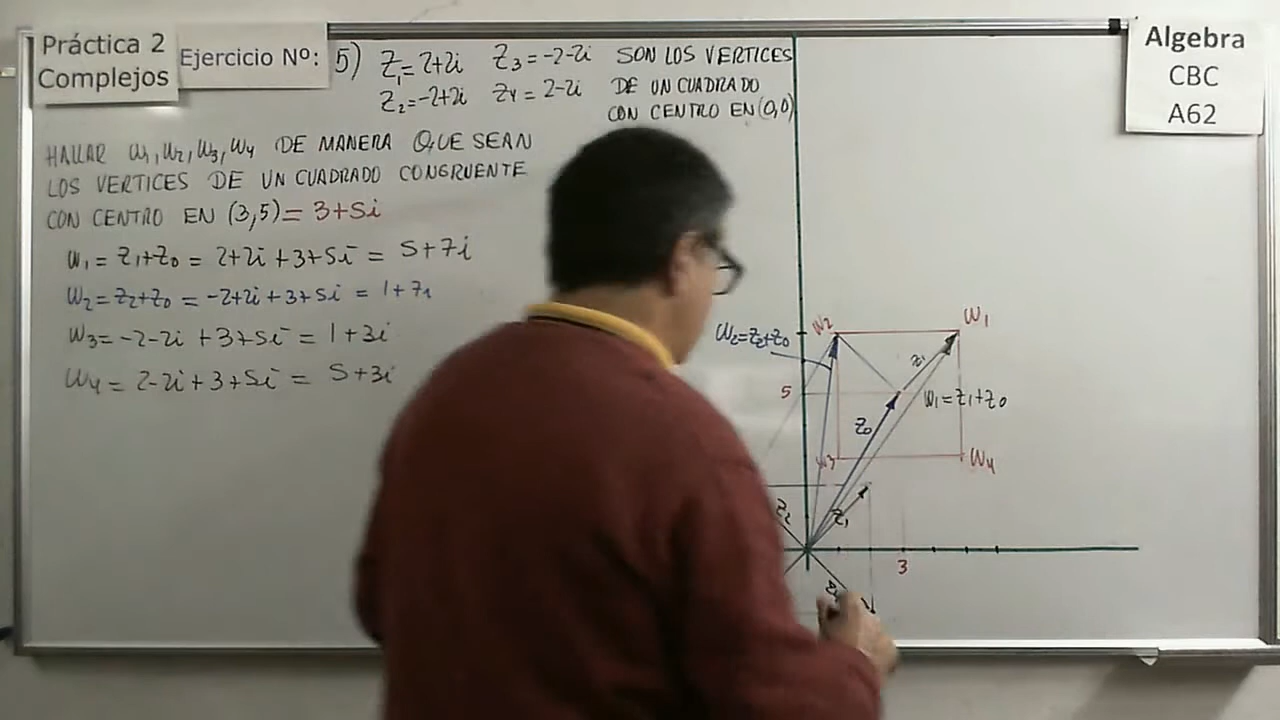 Práctica 2
Complejos
Ejercicio Nº:
5) Z1=2+2i Z3=-2-2i SON LOS VERTICES
Z2=-2+2i Z4=2-2i DE UN CUADRADO
CON CENTRO EN (0,0)
Algebra
CBC
A62
HALLAR W1,W2,W3,W4 DE MANERA QUE SEAN
LOS VERTICES DE UN CUADRADO CONGRUENTE
CON CENTRO EN (3,5)= 3+5i
W1=Z1+Z0= 2+2i+3+5i= 5+7i
W2=Z2+Z0= -2+2i+3+5i= 1+7i
W3=-2-2i+3+5i=1+3i
W4=2-2i+3+5i= 5+3i
W2
W1
W2=Z2+Z0
Z1
5
W1=Z1+Z0
Z0
W3
W4
Z2
Z1
3